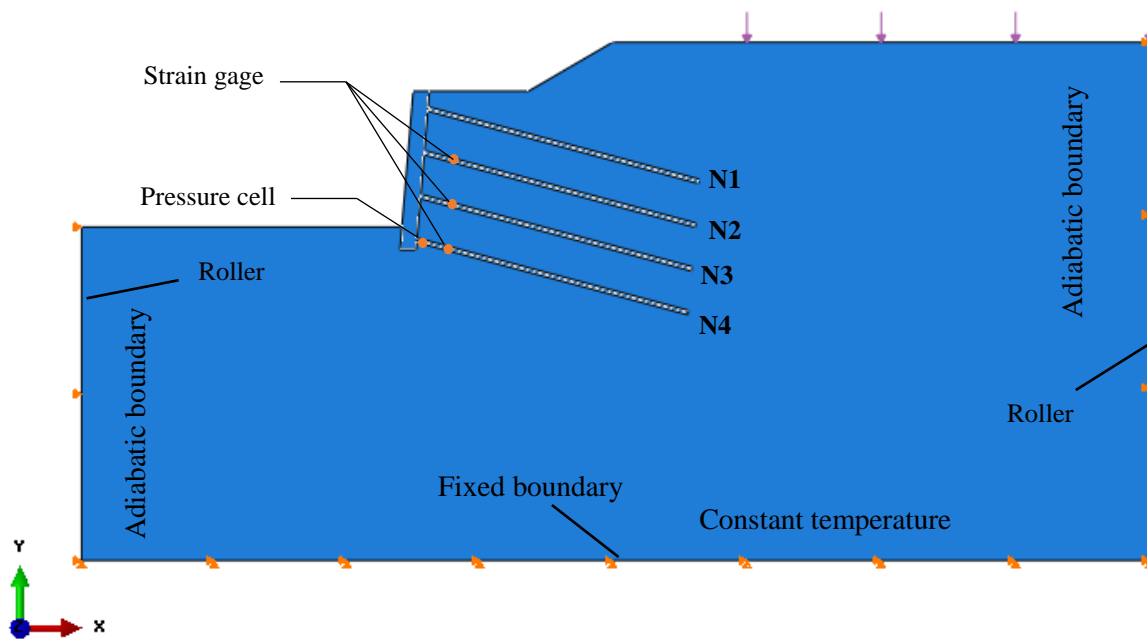 Strain gage
Pressure cell
N1
N2
N3
N4
Roller
Adiabatic boundary
Adiabatic boundary
Roller
Fixed boundary
Constant temperature
Y
Z
X